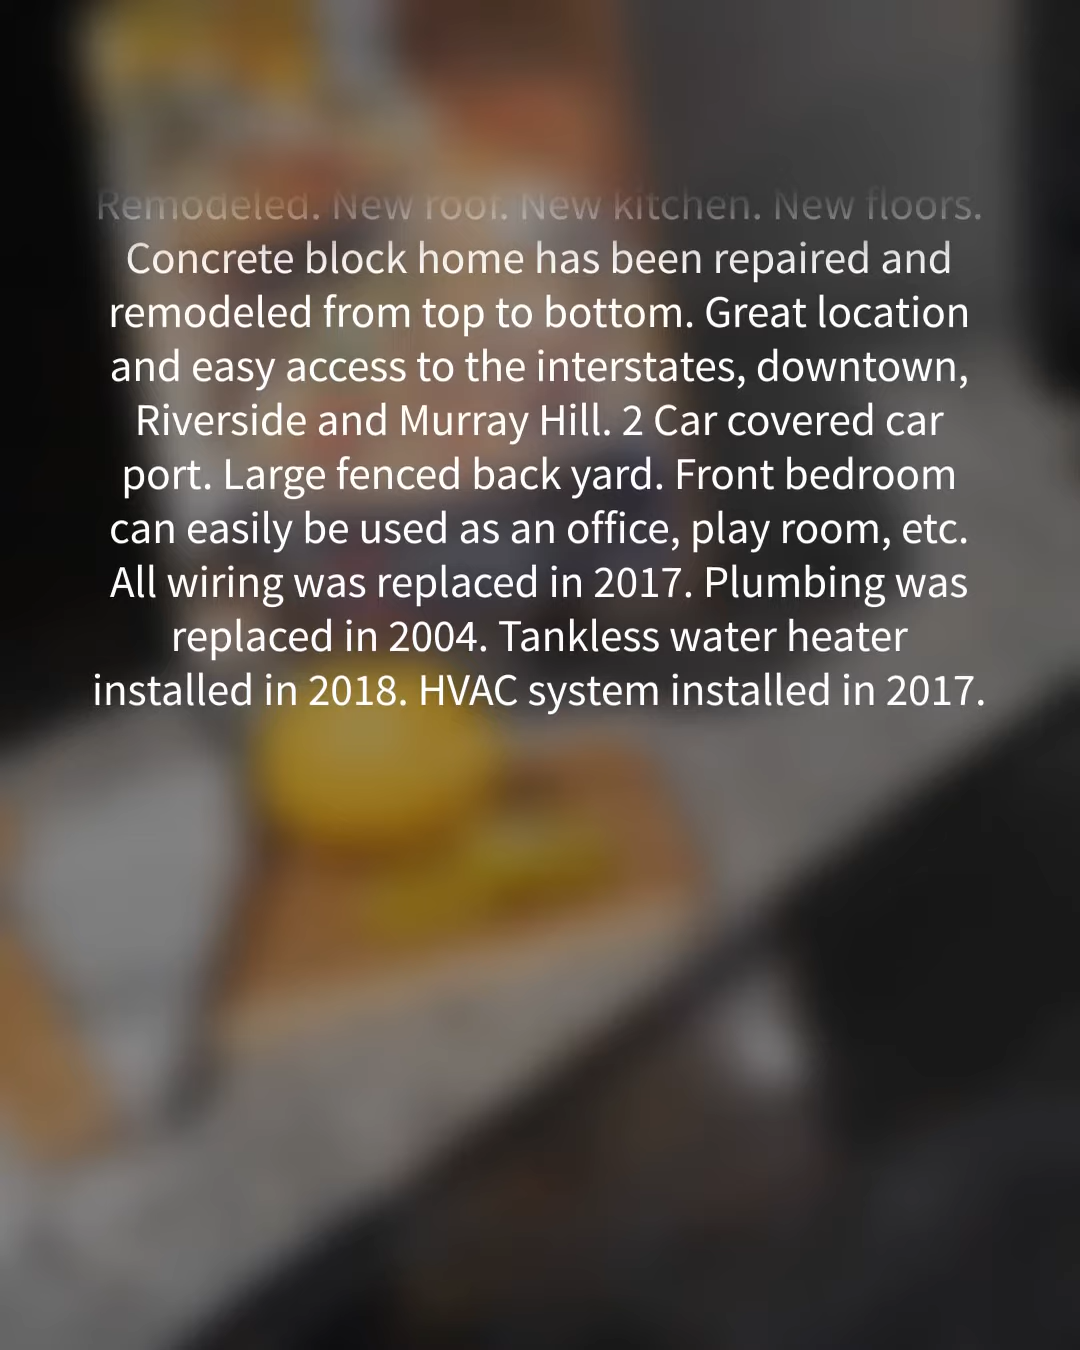 Remodeled. New roof. New kitchen. New floors.
Concrete block home has been repaired and
remodeled from top to bottom. Great location
and easy access to the interstates, downtown,
Riverside and Murray Hill. 2 Car covered car
port. Large fenced back yard. Front bedroom
can easily be used as an office, play room, etc.
All wiring was replaced in 2017. Plumbing was
replaced in 2004. Tankless water heater
installed in 2018. HVAC system installed in 2017.